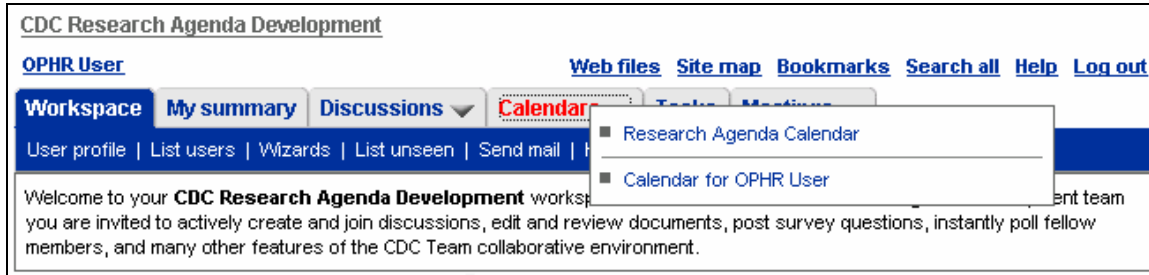 CDC Research Agenda Development
OPHR User Web files Site map Bookmarks Search all Help Log out
Workspace My summary Discussions Calendars
Research Agenda Calendar
User profile | List users | Wizards | List unseen | Send mail |
Calendar for OPHR User
Welcome to your CDC Research Agenda Development team
you are invited to actively create and join discussions, edit and review documents, post survey questions, instantly poll fellow
members, and many other features of the CDC Team collaborative environment.